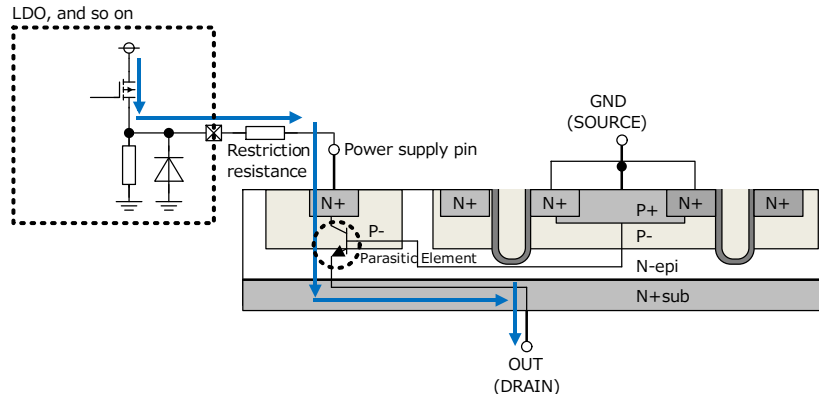 LDO, and so on
GND
(SOURCE)
Restriction
resistance
Power supply pin
N+
N+
N+
N+
N+
P+
P-
P-
Parasitic Element
N-epi
N+sub
OUT
(DRAIN)